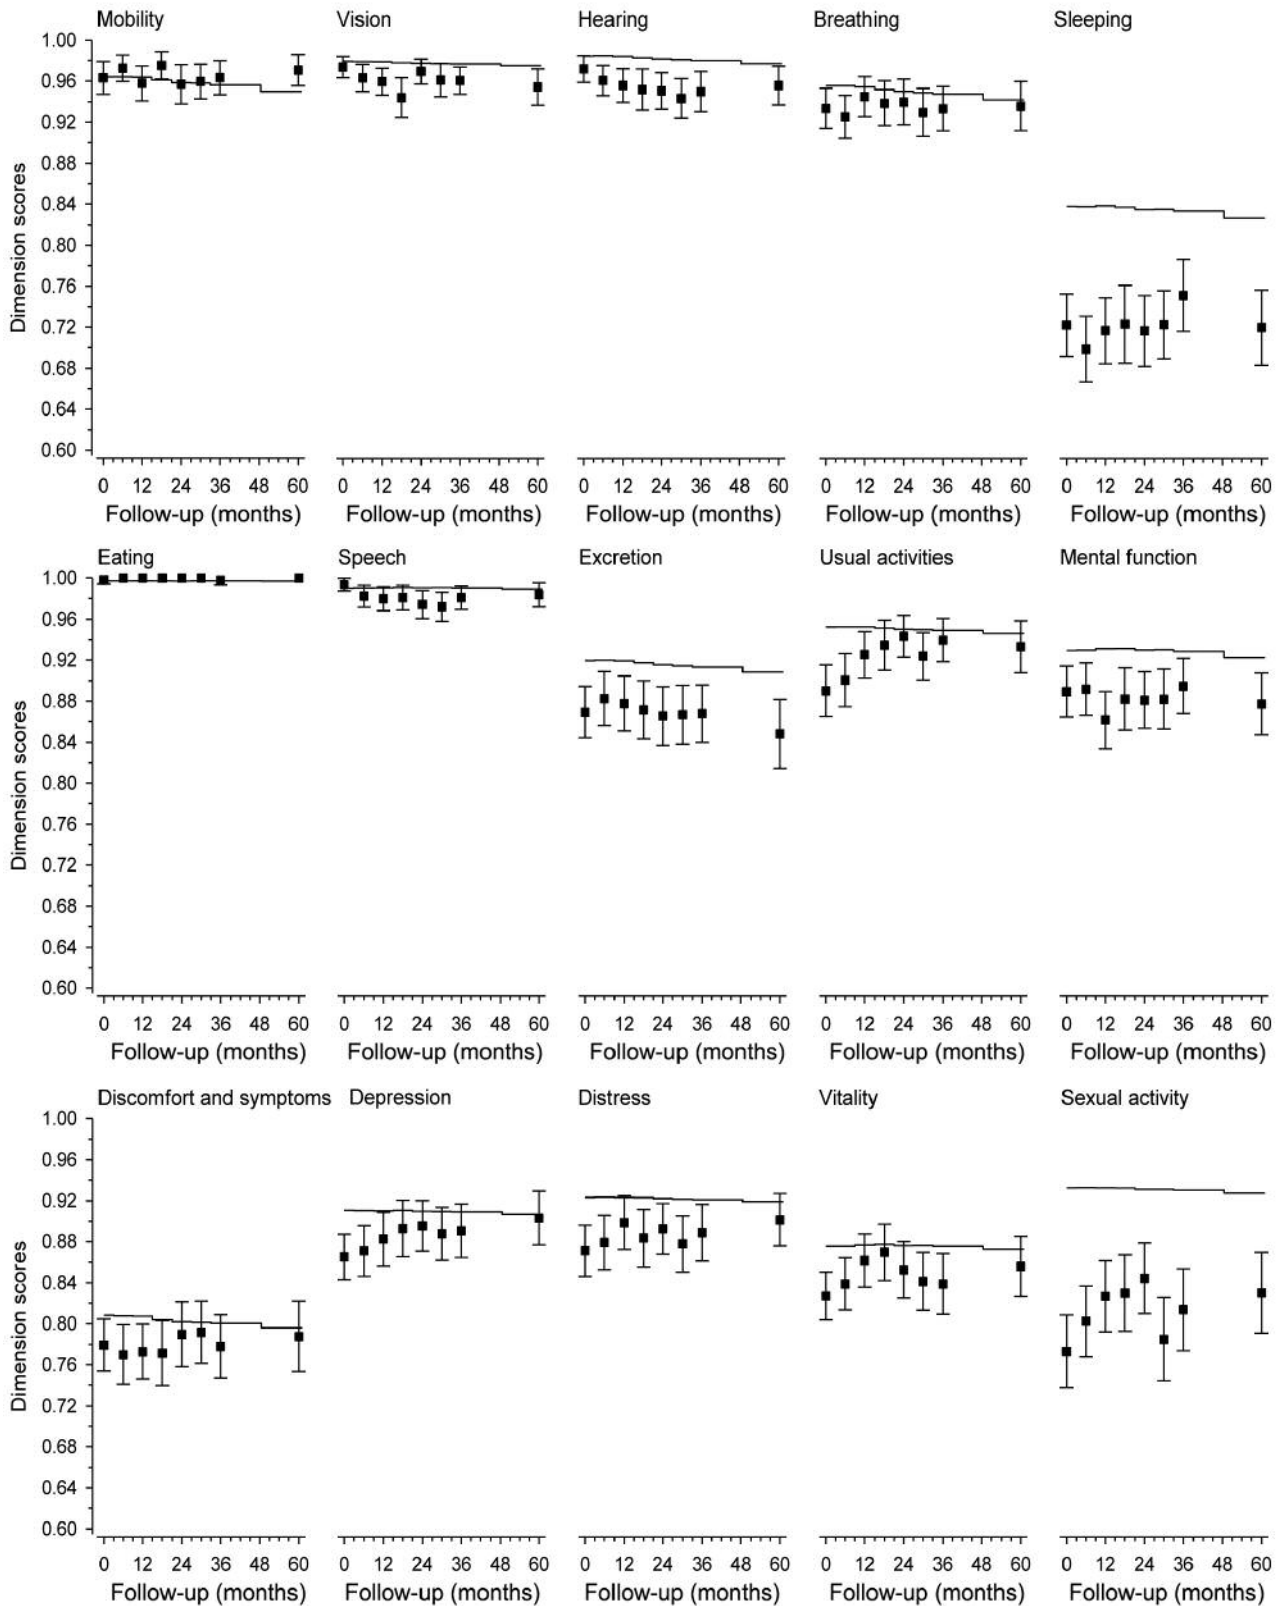 Mobility Vision Hearing Breathing Sleeping
Dimension scores
1.00
0.96
0.92
0.88
0.84
0.80
0.76
0.72
0.68
0.64
0.60
0 12 24 36 48 60 0 12 24 36 48 60 0 12 24 36 48 60 0 12 24 36 48 60 0 12 24 36 48 60
Follow-up (months) Follow-up (months) Follow-up (months) Follow-up (months) Follow-up (months)
Eating Speech Excretion Usual activities Mental function
Dimension scores
1.00
0.96
0.92
0.88
0.84
0.80
0.76
0.72
0.68
0.64
0.60
0 12 24 36 48 60 0 12 24 36 48 60 0 12 24 36 48 60 0 12 24 36 48 60 0 12 24 36 48 60
Follow-up (months) Follow-up (months) Follow-up (months) Follow-up (months) Follow-up (months)
Discomfort and symptoms Depression Distress Vitality Sexual activity
Dimension scores
1.00
0.96
0.92
0.88
0.84
0.80
0.76
0.72
0.68
0.64
0.60
0 12 24 36 48 60 0 12 24 36 48 60 0 12 24 36 48 60 0 12 24 36 48 60 0 12 24 36 48 60
Follow-up (months) Follow-up (months) Follow-up (months) Follow-up (months) Follow-up (months)